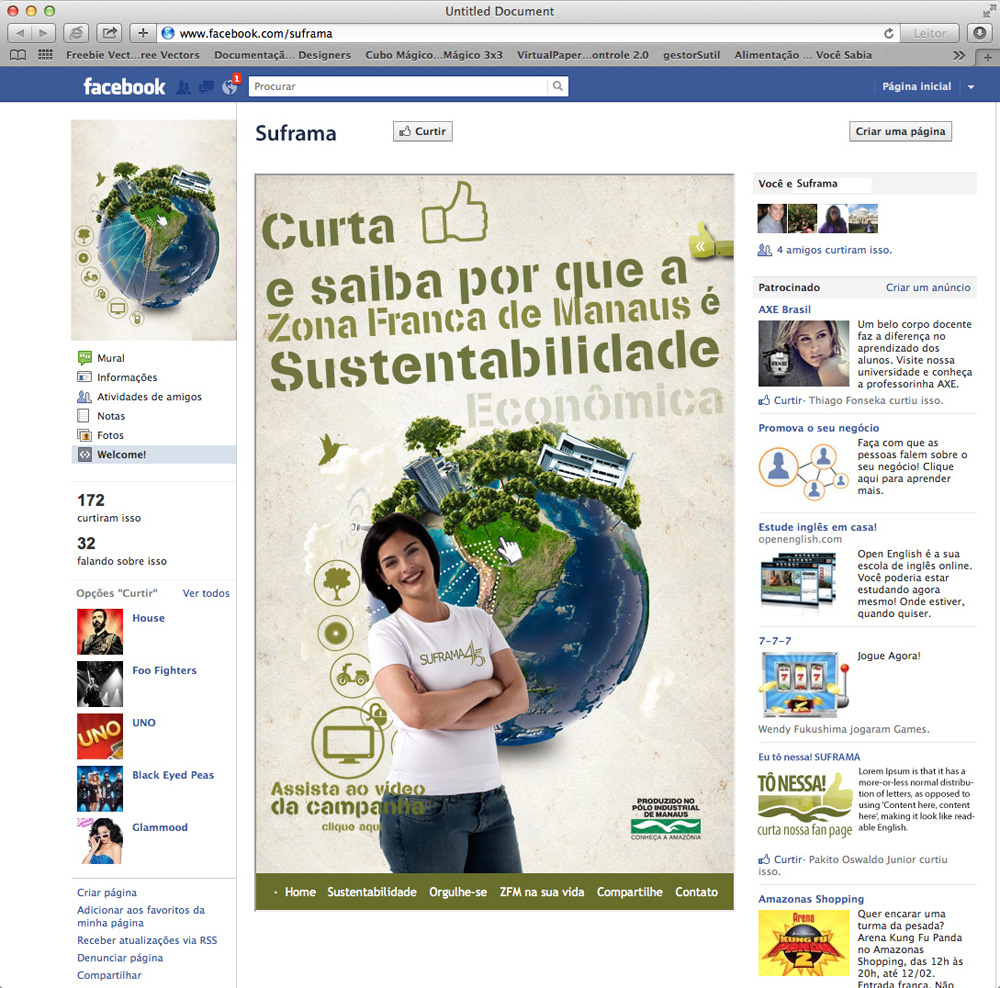 Untitled Document
www.facebook.com/suframa
Leitor
Freebie Vect...ree Vectors
Documentaçã... Designers
Cubo Mágico...Mágico 3x3
VirtualPaper...ontrole 2.0
gestorSutil
Alimentação ... Você Sabia
facebook
1
Procurar
Página inicial
Suframa
Curtir
Criar uma página
Mural
Informações
Atividades de amigos
Notas
Fotos
Welcome!
172
curtiram isso
32
falando sobre isso
Opções "Curtir"
Ver todos
House
Foo Fighters
UNO
UNO
Black Eyed Peas
Glammood
Criar página
Adicionar aos favoritos da
minha página
Receber atualizações via RSS
Denunciar página
Compartilhar
Curta
e saiba por que a
Zona Franca de Manaus é
Sustentabilidade
Econômica
SUFRAMA 45
Assista ao vídeo
da campanha
clique aqui
PRODUZIDO NO
PÓLO INDUSTRIAL
DE MANAUS
CONHEÇA A AMAZÔNIA
· Home
Sustentabilidade
Orgulhe-se
ZFM na sua vida
Compartilhe
Contato
Você e Suframa
4 amigos curtiram isso.
Patrocinado
Criar um anúncio
AXE Brasil
AXE
Um belo corpo docente
faz a diferença no
aprendizado dos
alunos. Visite nossa
universidade e conheça
a professorinha AXE.
Curtir· Thiago Fonseka curtiu isso.
Promova o seu negócio
Faça com que as
pessoas falem sobre o
seu negócio! Clique
aqui para aprender
mais.
Estude inglês em casa!
openenglish.com
Open English é a sua
escola de inglês online.
Você poderia estar
estudando agora
mesmo! Onde estiver,
quando quiser.
7-7-7
7 7 7
Jogue Agora!
Wendy Fukushima jogaram Games.
Eu tô nessa! SUFRAMA
TÔ NESSA!
curta nossa fan page
Lorem Ipsum is that it has a
more-or-less normal distribu-
tion of letters, as opposed to
using 'Content here, content
here', making it look like read-
able English.
Curtir· Pakito Oswaldo Junior curtiu
isso.
Amazonas Shopping
Arena
KUNG FU
PANDA
2
Quer encarar uma
turma da pesada?
Arena Kung Fu Panda
no Amazonas
Shopping, das 12h às
20h, até 12/02.
Entrada franca. Não